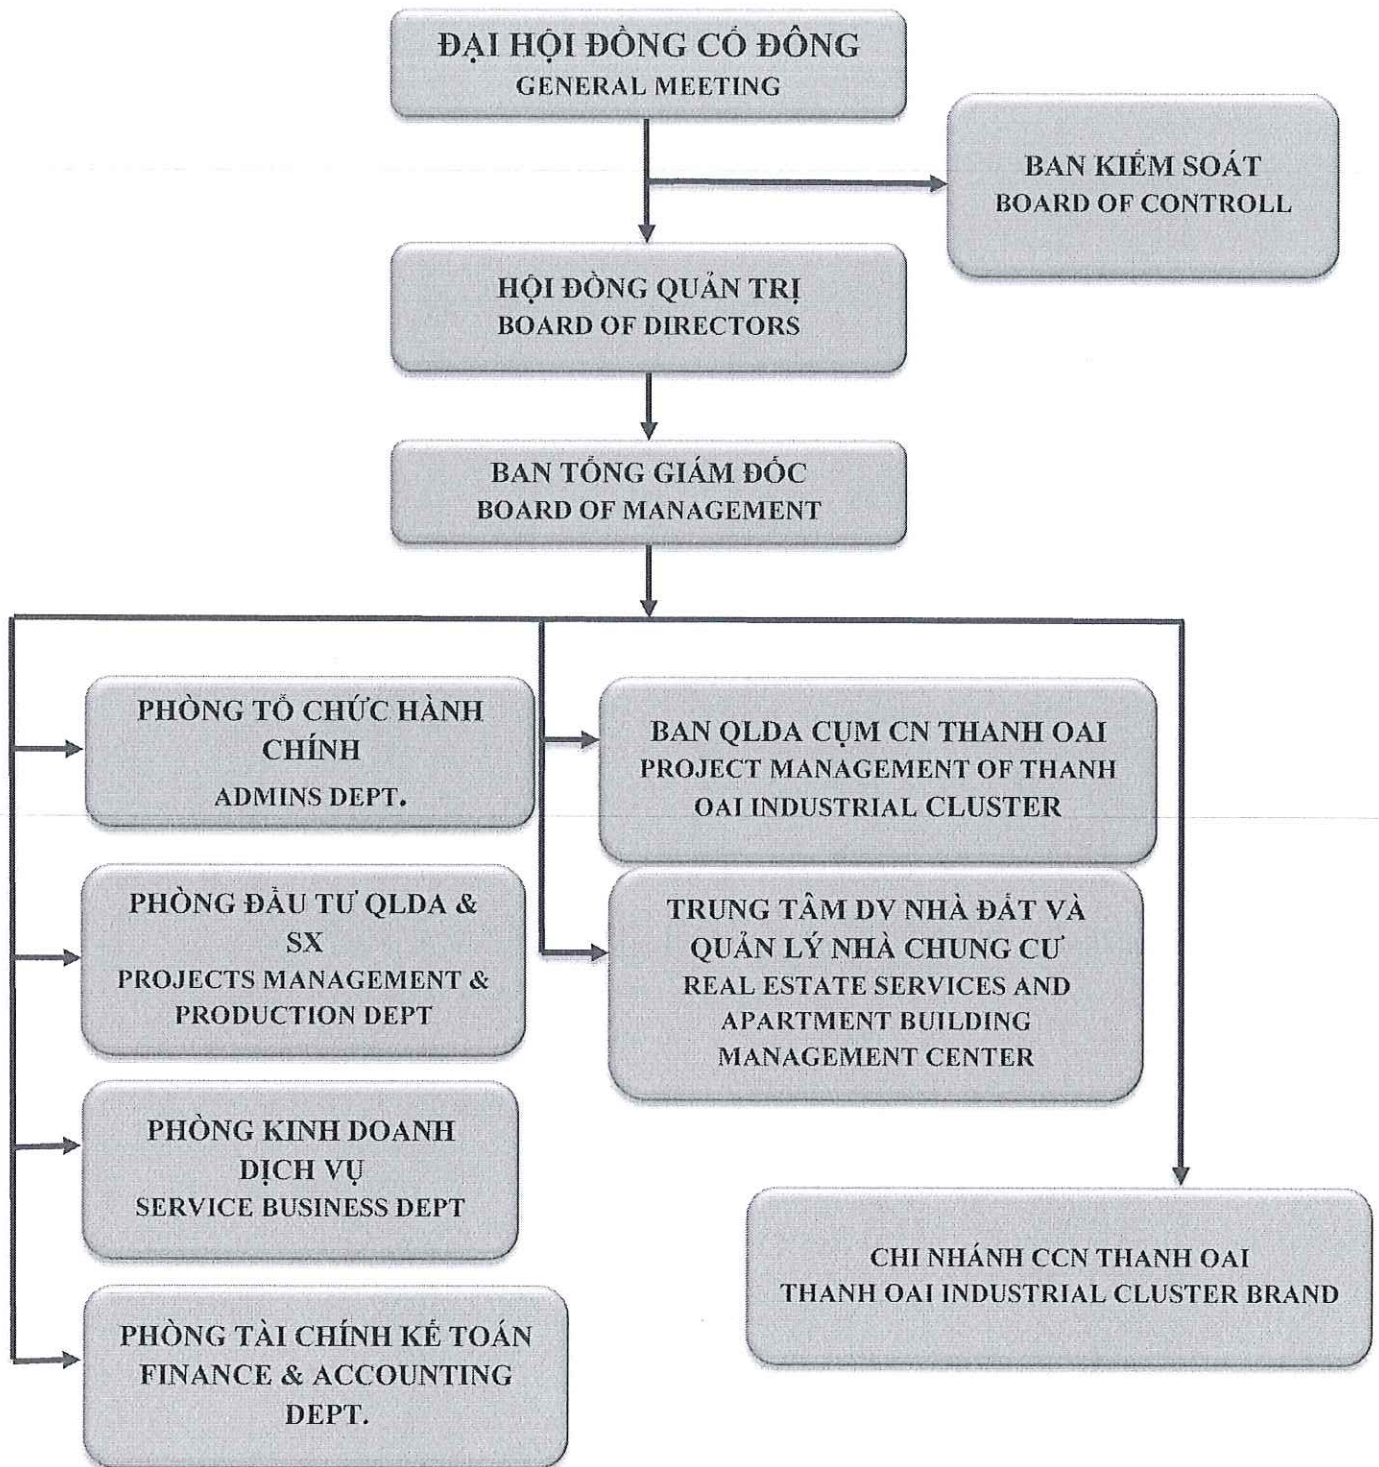 ĐẠI HỘI ĐỒNG CỔ ĐÔNG
GENERAL MEETING
BAN KIỂM SOÁT
BOARD OF CONTROLL
HỘI ĐỒNG QUẢN TRỊ
BOARD OF DIRECTORS
BAN TỔNG GIÁM ĐỐC
BOARD OF MANAGEMENT
PHÒNG TỔ CHỨC HÀNH
CHÍNH
ADMINS DEPT.
BAN QLDA CỤM CN THANH OAI
PROJECT MANAGEMENT OF THANH
OAI INDUSTRIAL CLUSTER
PHÒNG ĐẦU TƯ QLDA &
SX
PROJECTS MANAGEMENT &
PRODUCTION DEPT
TRUNG TÂM DV NHÀ ĐẤT VÀ
QUẢN LÝ NHÀ CHUNG CƯ
REAL ESTATE SERVICES AND
APARTMENT BUILDING
MANAGEMENT CENTER
PHÒNG KINH DOANH
DỊCH VỤ
SERVICE BUSINESS DEPT
CHI NHÁNH CCN THANH OAI
THANH OAI INDUSTRIAL CLUSTER BRAND
PHÒNG TÀI CHÍNH KẾ TOÁN
FINANCE & ACCOUNTING
DEPT.